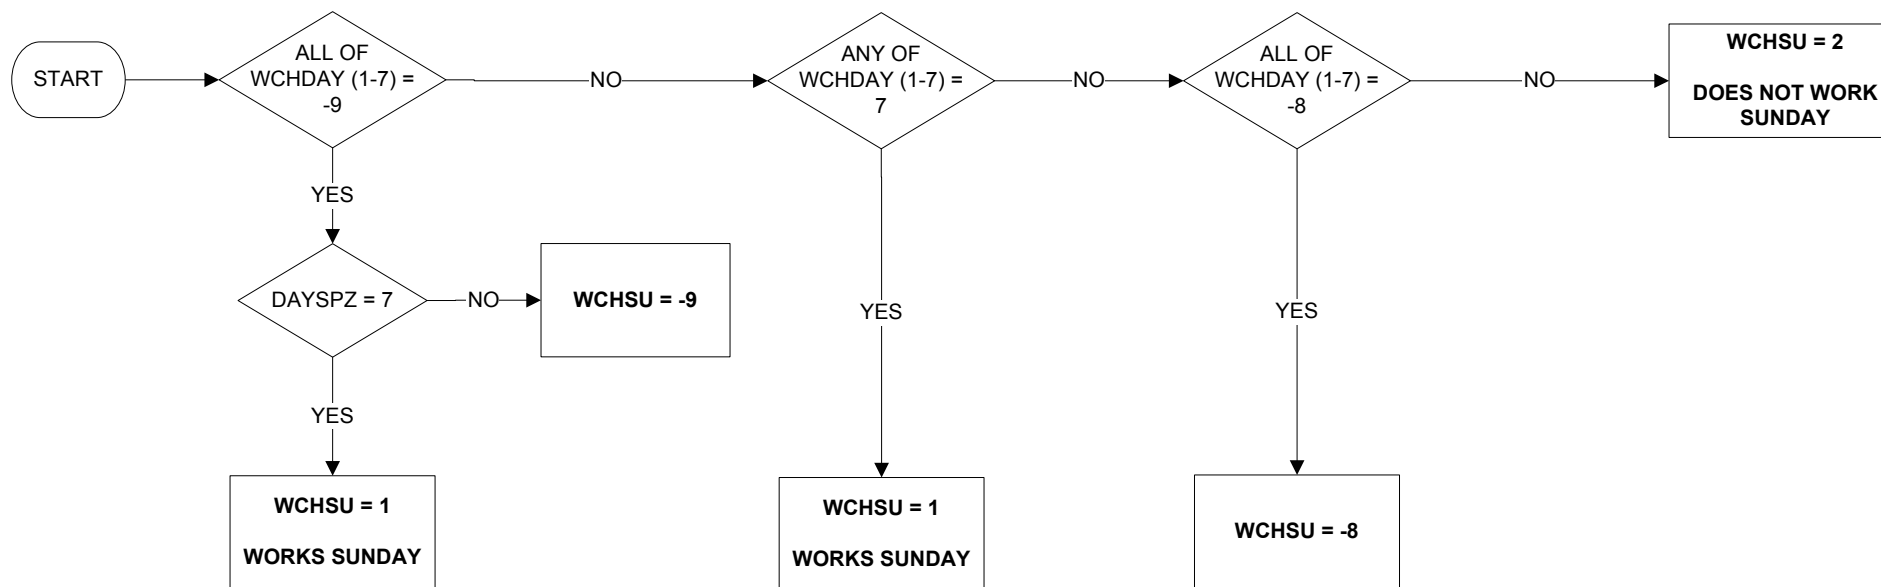 START
ALL OF
WCHDAY (1-7) =
-9
NO
ANY OF
WCHDAY (1-7) =
7
NO
ALL OF
WCHDAY (1-7) =
-8
NO
WCHSU = 2
DOES NOT WORK
SUNDAY
YES
DAYSPZ = 7
NO
WCHSU = -9
YES
WCHSU = 1
WORKS SUNDAY
YES
WCHSU = 1
WORKS SUNDAY
YES
WCHSU = -8